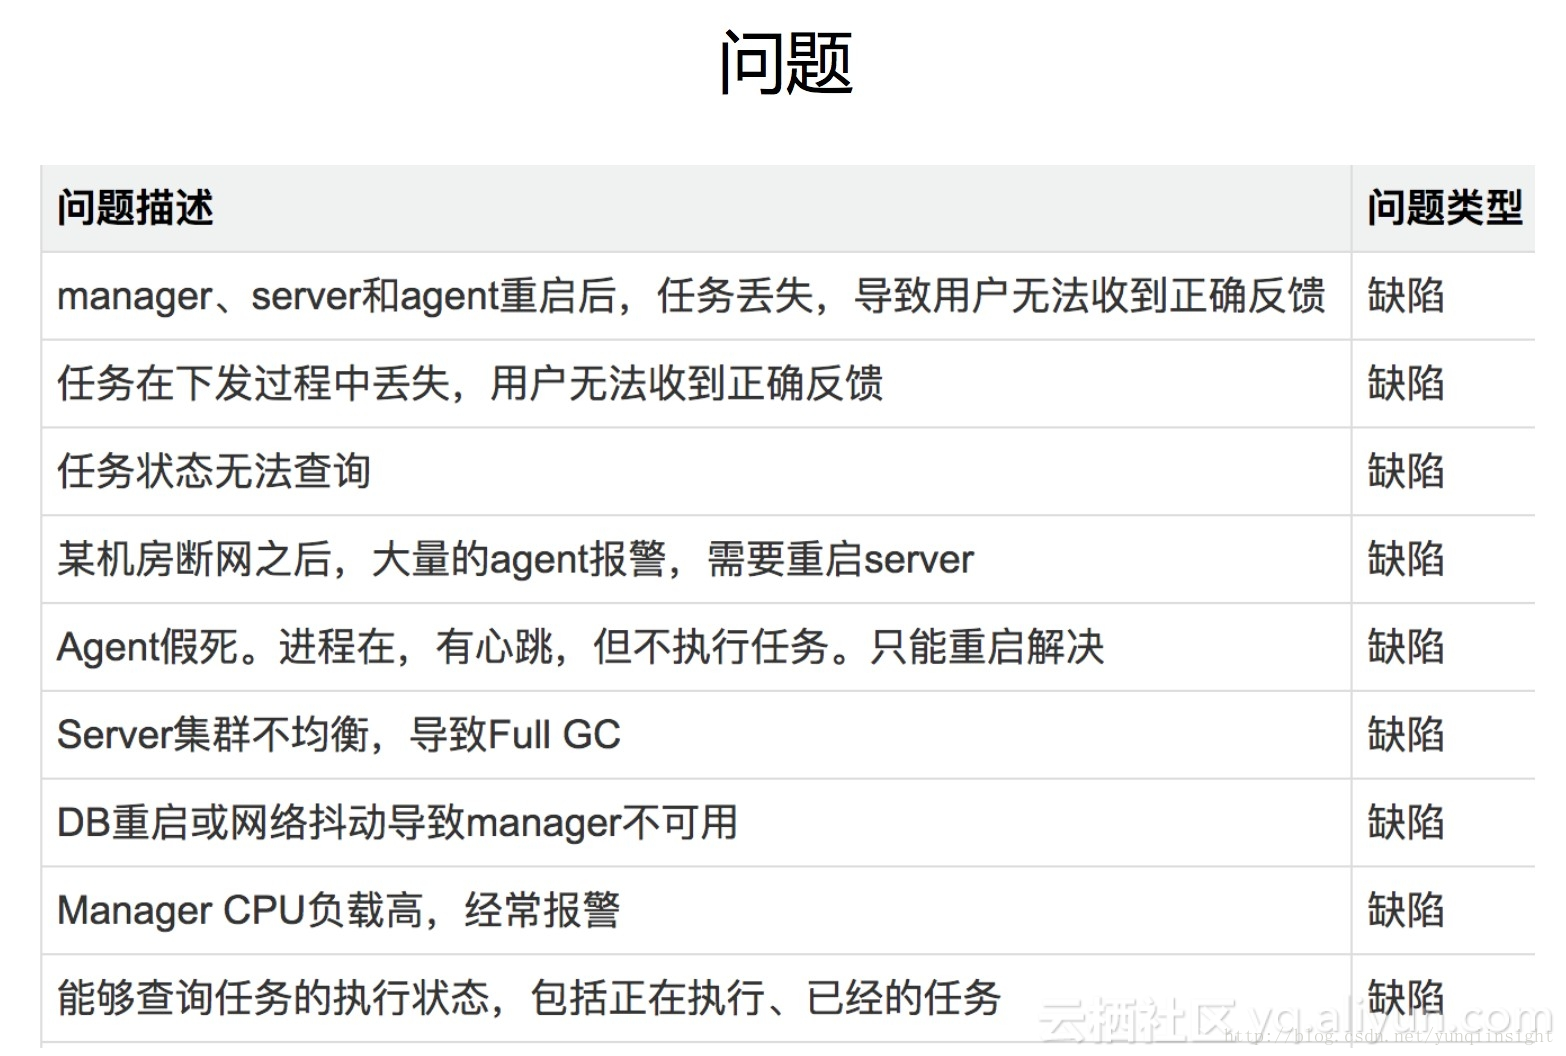 问题
问题描述 问题类型
manager、server和agent重启后，任务丢失，导致用户无法收到正确反馈 缺陷
任务在下发过程中丢失，用户无法收到正确反馈 缺陷
任务状态无法查询 缺陷
某机房断网之后，大量的agent报警，需要重启server 缺陷
Agent假死。进程在，有心跳，但不执行任务。只能重启解决 缺陷
Server集群不均衡，导致Full GC 缺陷
DB重启或网络抖动导致manager不可用 缺陷
Manager CPU负载高，经常报警 缺陷
能够查询任务的执行状态，包括正在执行、已经的任务 缺陷
云栖社区 yq.aliyun.com
http://blog.csdn.net/yunqiinsight